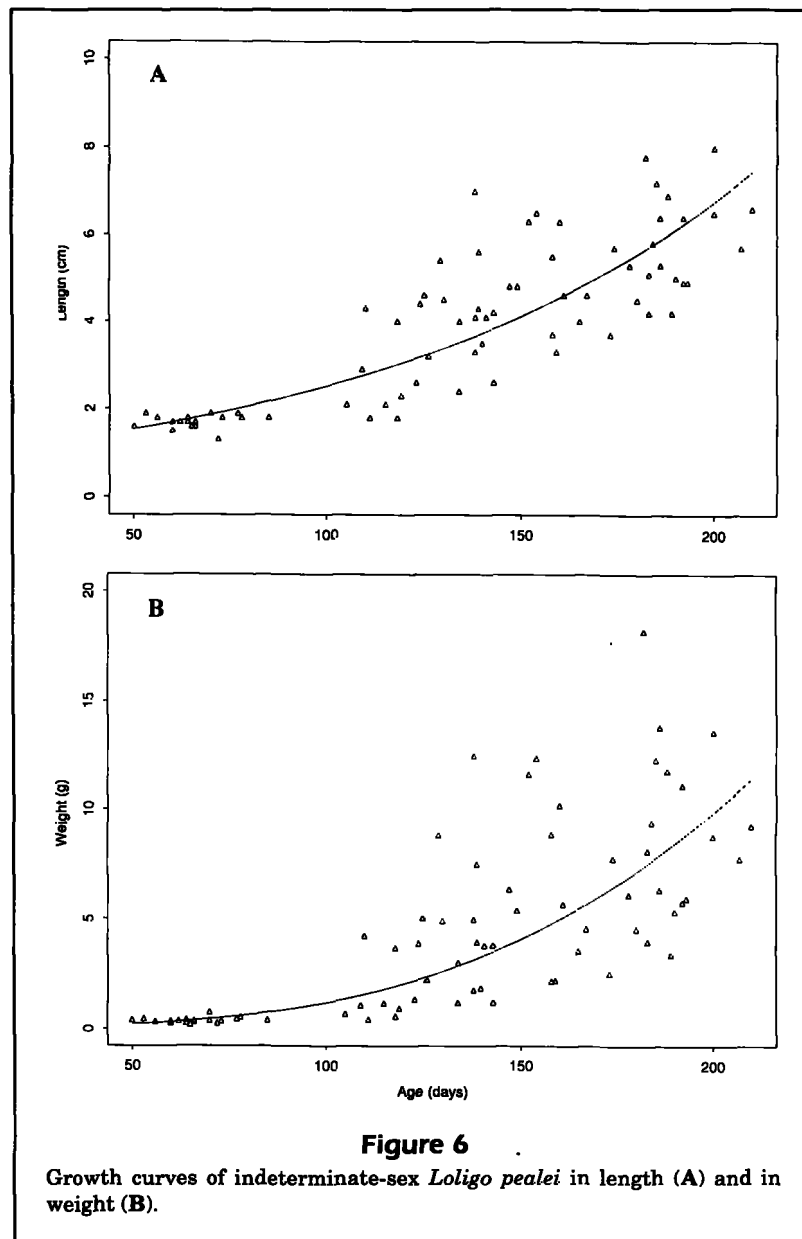 A
10
8
6
4
2
0
Length (cm)
50 100 150 200
B
20
15
10
5
0
Weight (g)
50 100 150 200
Age (days)
Figure 6
Growth curves of indeterminate-sex Loligo pealei in length (A) and in
weight (B).